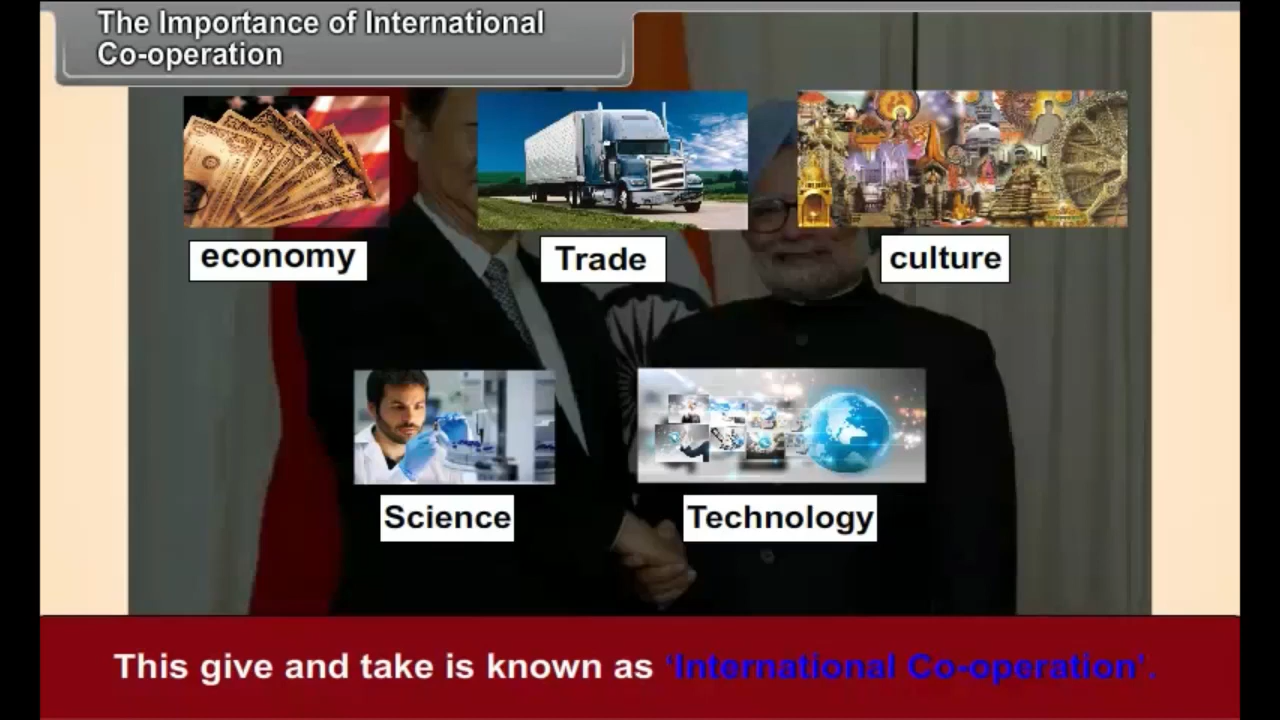 The Importance of International
Co-operation
economy
Trade
culture
Science
Technology
This give and take is known as 'International Co-operation'.